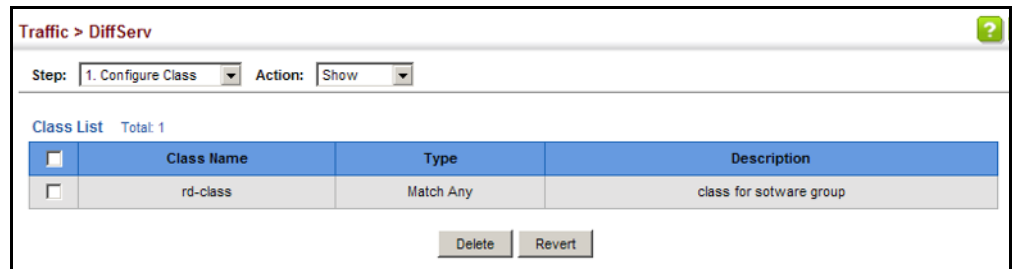 Traffic > DiffServ ?
Step: 1. Configure Class Action: Show
Class List Total: 1
Class Name Type Description
rd-class Match Any class for sotware group
Delete Revert